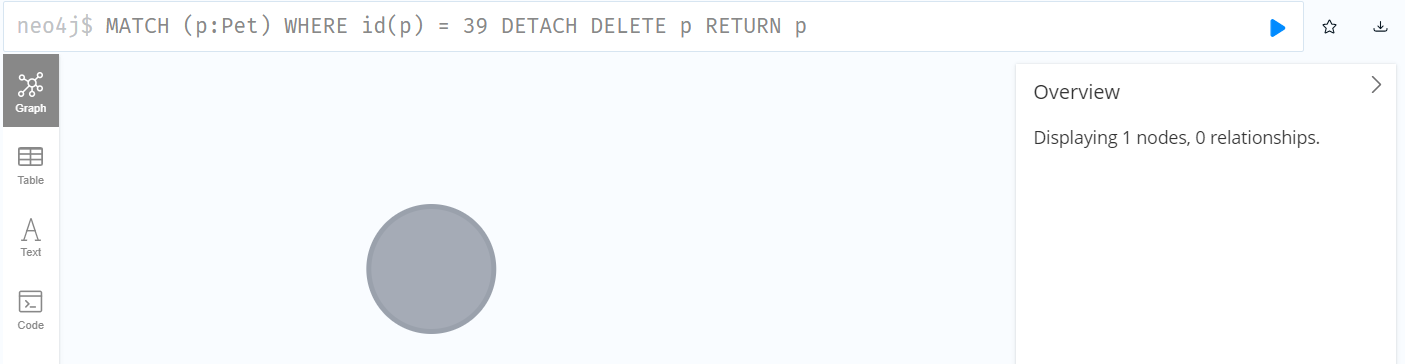 neo4j$ MATCH (p:Pet) WHERE id(p) = 39 DETACH DELETE p RETURN p
Graph
Table
Text
Code
Overview
Displaying 1 nodes, 0 relationships.